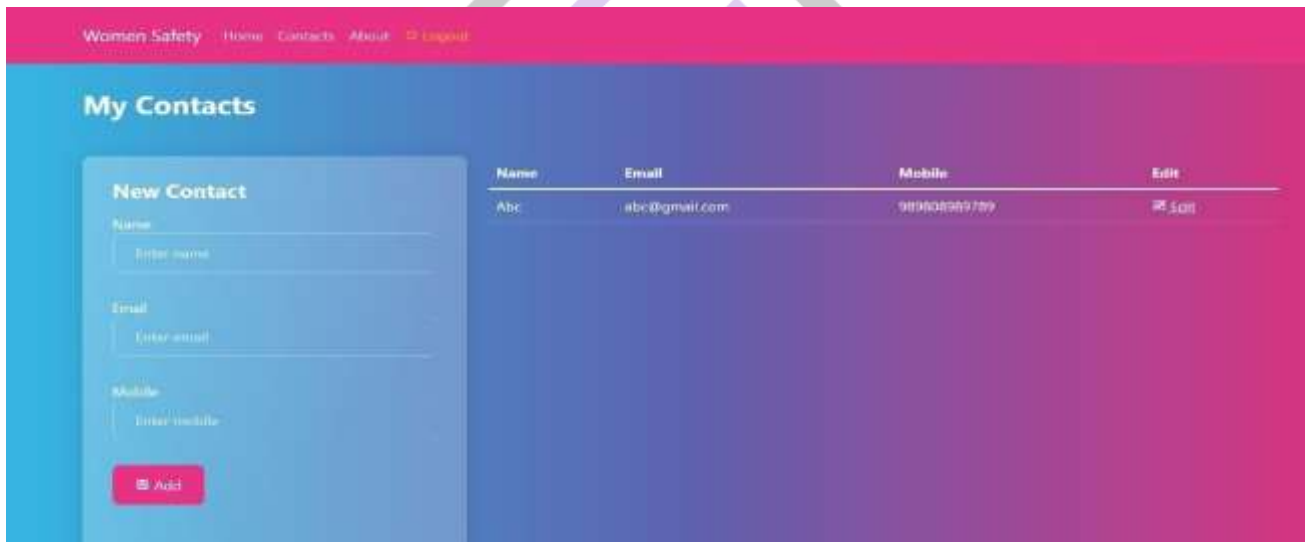 Women Safety Home Contacts About Logout
My Contacts
New Contact
Name
Enter name
Email
Enter email
Mobile
Enter mobile
Add
Name Email Mobile Edit
Abc abc@gmail.com Edit